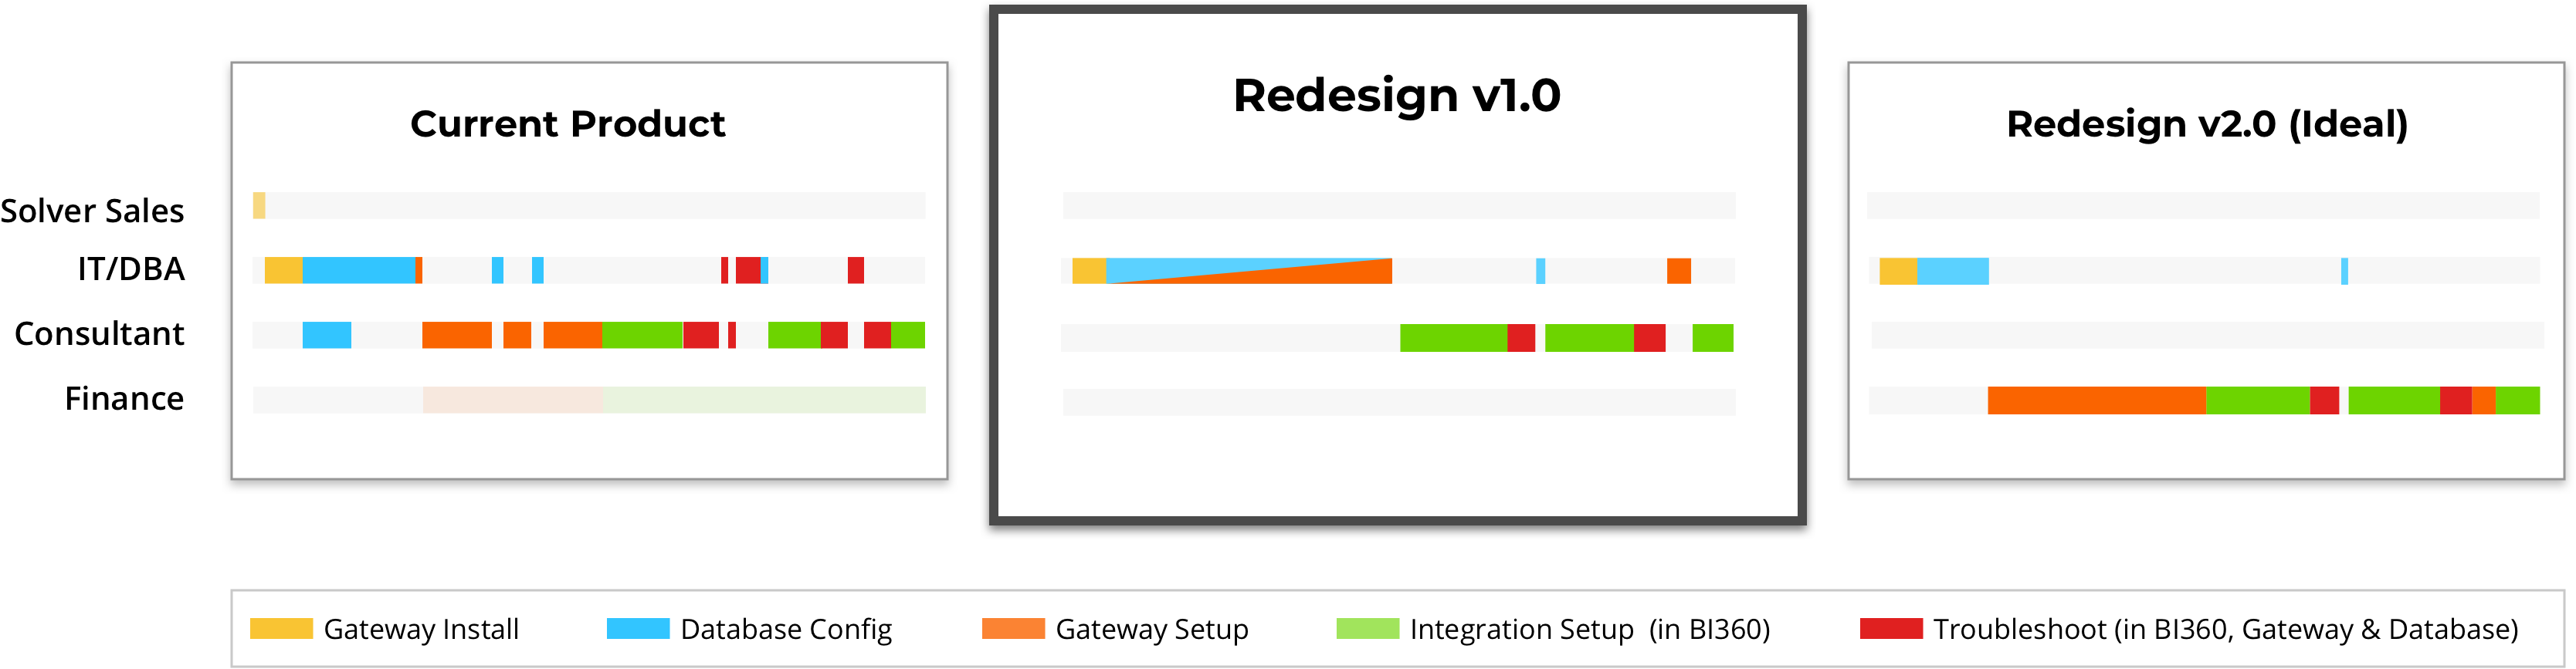 Current Product
Redesign v1.0
Redesign v2.0 (Ideal)
Solver Sales
IT/DBA
Consultant
Finance
Gateway Install
Database Config
Gateway Setup
Integration Setup (in BI360)
Troubleshoot (in BI360, Gateway & Database)